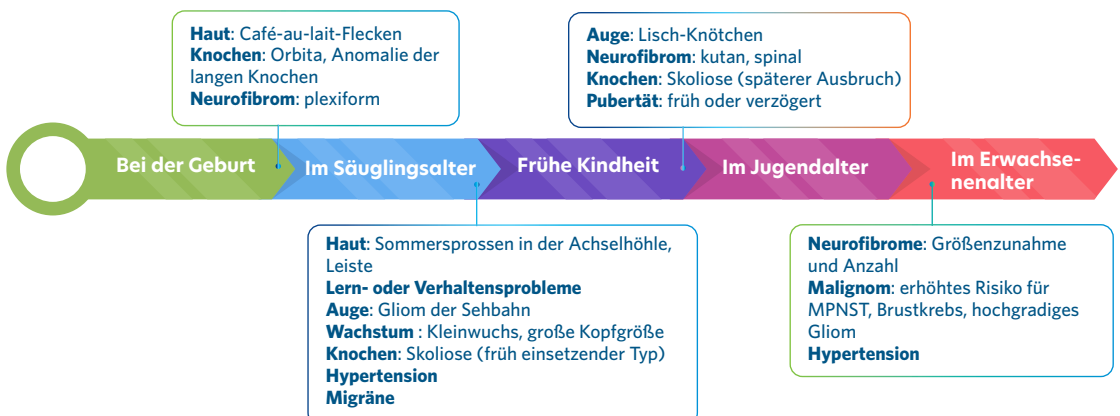 Haut: Café-au-lait-Flecken
Knochen: Orbita, Anomalie der
langen Knochen
Neurofibrom: plexiform
Auge: Lisch-Knötchen
Neurofibrom: kutan, spinal
Knochen: Skoliose (späterer Ausbruch)
Pubertät: früh oder verzögert
Bei der Geburt
Im Säuglingsalter
Frühe Kindheit
Im Jugendalter
Im Erwachse-
nenalter
Haut: Sommersprossen in der Achselhöhle,
Leiste
Lern- oder Verhaltensprobleme
Auge: Gliom der Sehbahn
Wachstum : Kleinwuchs, große Kopfgröße
Knochen: Skoliose (früh einsetzender Typ)
Hypertension
Migräne
Neurofibrome: Größenzunahme
und Anzahl
Malignom: erhöhtes Risiko für
MPNST, Brustkrebs, hochgradiges
Gliom
Hypertension